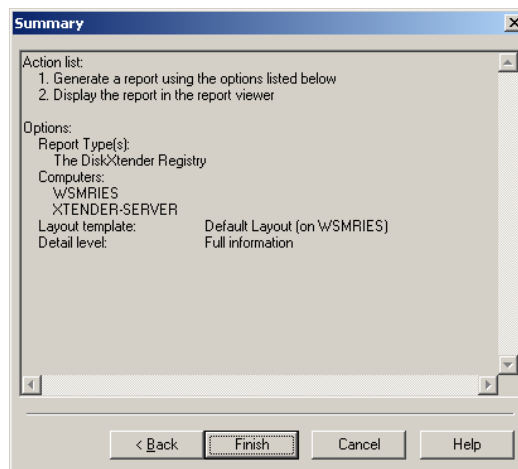 Summary
Action list:
1. Generate a report using the options listed below
2. Display the report in the report viewer
Options:
Report Type(s):
The DiskXtender Registry
Computers:
WSMRIES
XTENDER-SERVER
Layout template: Default Layout (on WSMRIES)
Detail level: Full information
< Back Finish Cancel Help